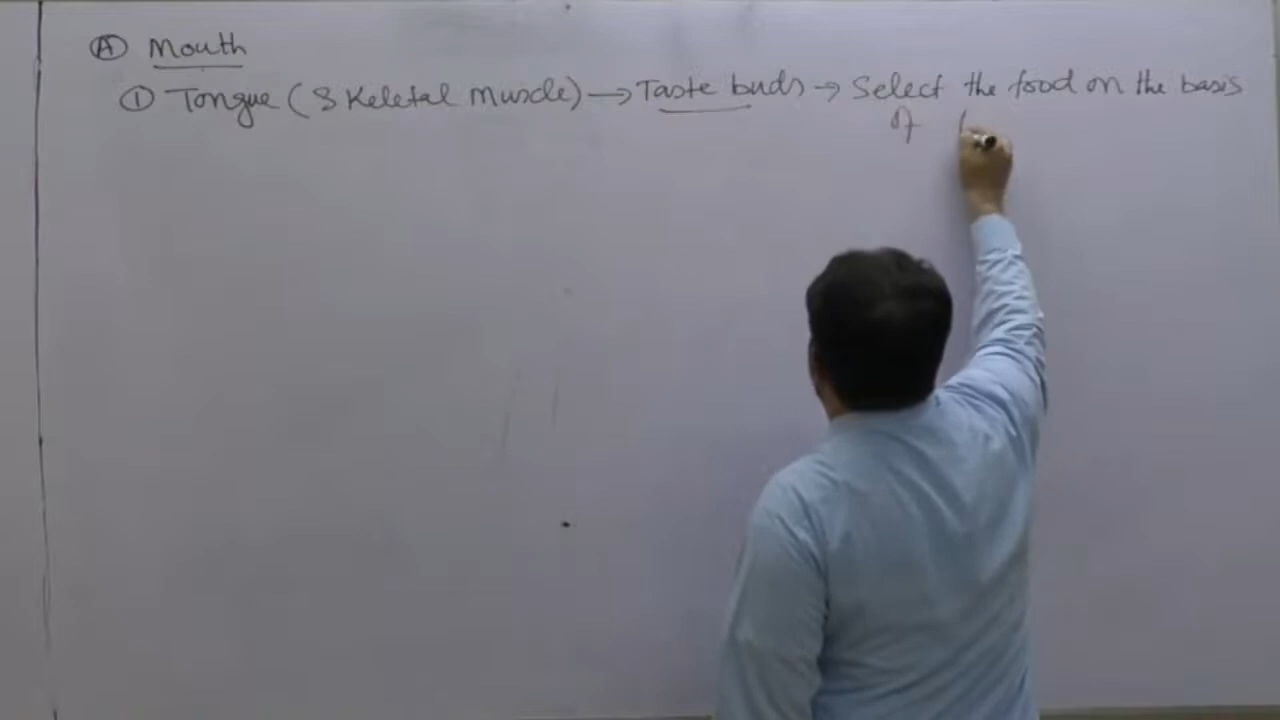 Ⓐ Mouth
① Tongue (Skeletal Muscle) → Taste buds → Select the food on the basis
of